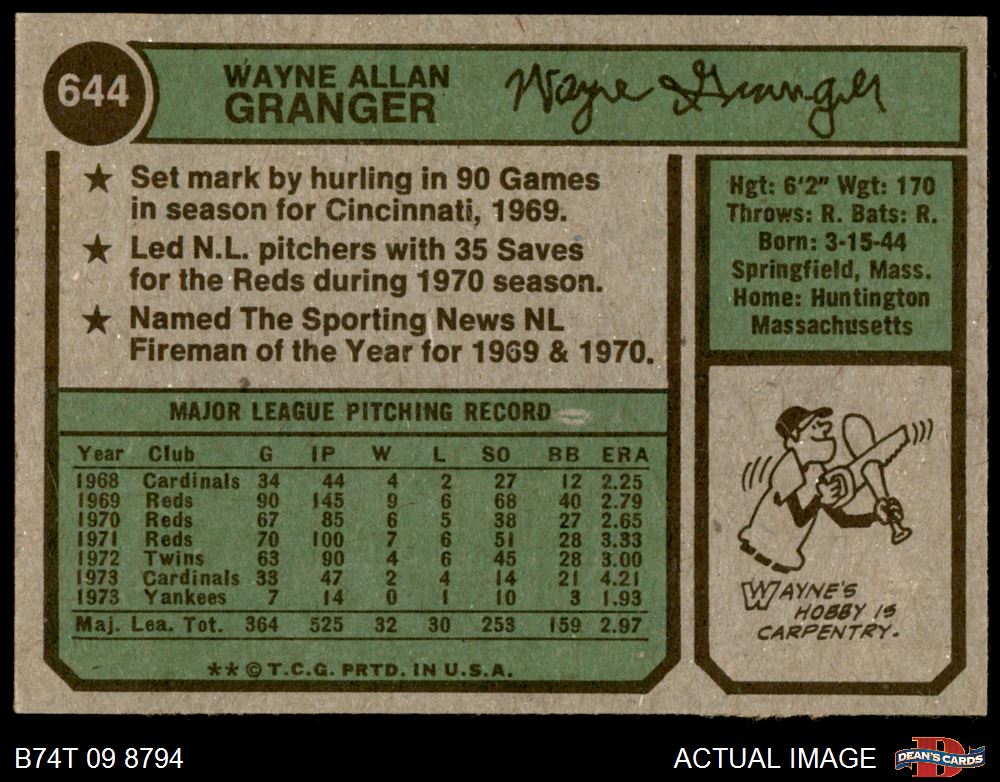 644
WAYNE ALLAN
GRANGER
Wayne Granger
★ Set mark by hurling in 90 Games
in season for Cincinnati, 1969.
★ Led N.L. pitchers with 35 Saves
for the Reds during 1970 season.
★ Named The Sporting News NL
Fireman of the Year for 1969 & 1970.
Hgt: 6'2" Wgt: 170
Throws: R. Bats: R.
Born: 3-15-44
Springfield, Mass.
Home: Huntington
Massachusetts
MAJOR LEAGUE PITCHING RECORD
Year Club G IP W L SO BB ERA
1968 Cardinals 34 44 4 2 27 12 2.25
1969 Reds 90 145 9 6 68 40 2.79
1970 Reds 67 85 6 5 38 27 2.65
1971 Reds 70 100 7 6 51 28 3.33
1972 Twins 63 90 4 6 45 28 3.00
1973 Cardinals 33 47 2 4 14 21 4.21
1973 Yankees 7 14 0 1 10 3 1.93
Maj. Lea. Tot. 364 525 32 30 253 159 2.97
** © T.C.G. PRTD. IN U.S.A.
WAYNE'S
HOBBY IS
CARPENTRY.
B74T 09 8794
ACTUAL IMAGE
D
DEAN'S CARDS